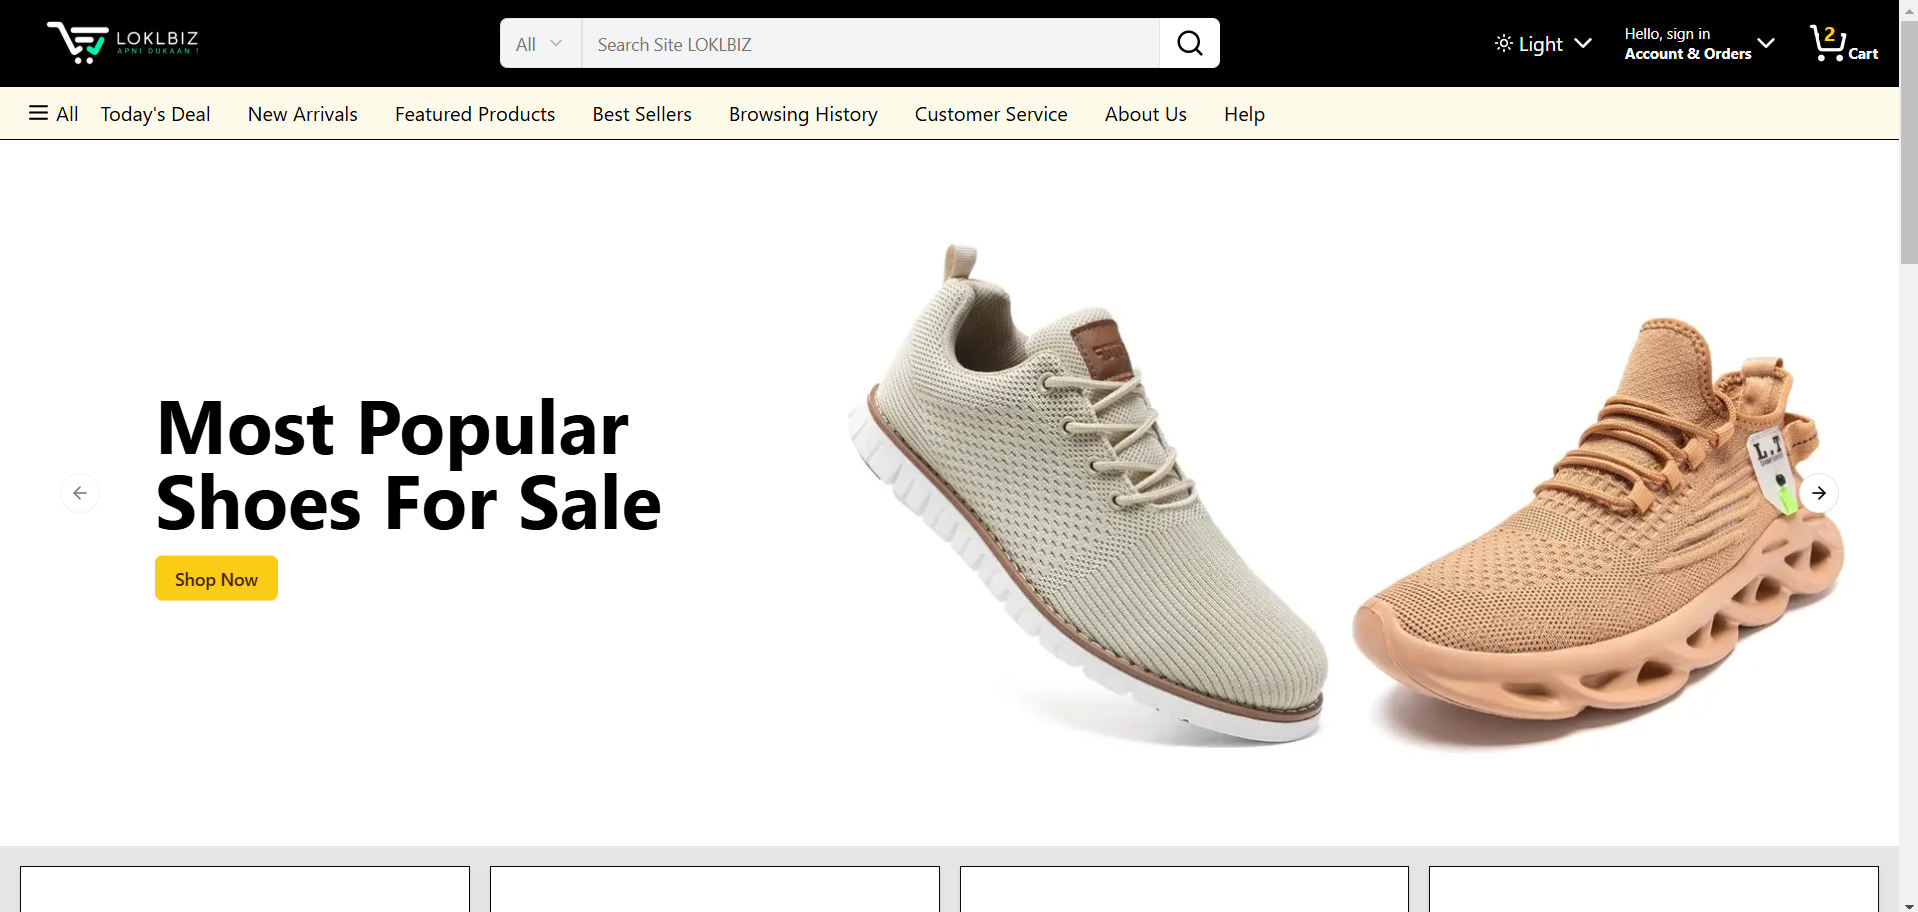 LOKLBIZ
APNI DUKAAN !
All
Search Site LOKLBIZ
Light
Hello, sign in
Account & Orders
2
Cart
All
Today's Deal
New Arrivals
Featured Products
Best Sellers
Browsing History
Customer Service
About Us
Help
Most Popular
Shoes For Sale
Shop Now
L.T